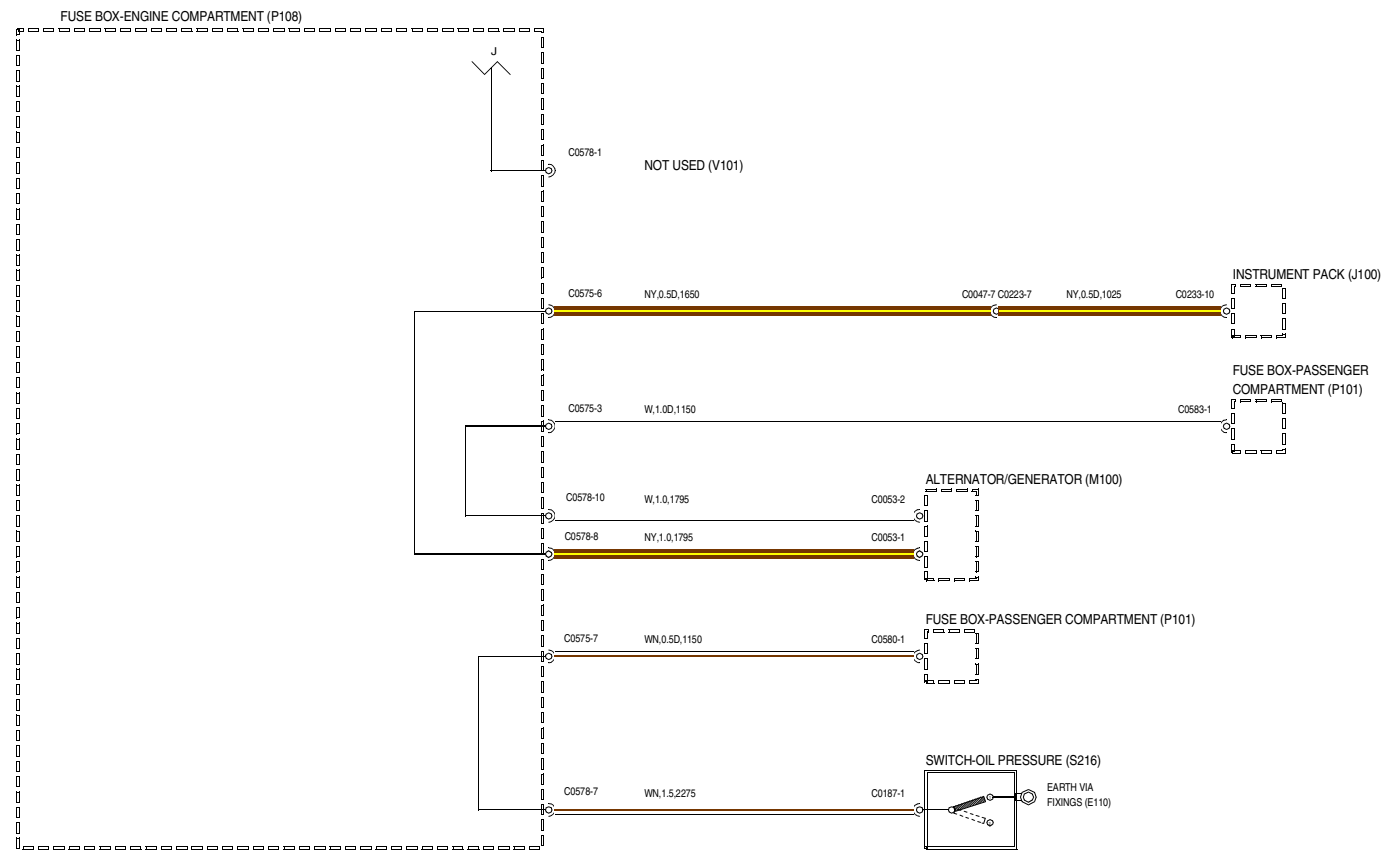 FUSE BOX-ENGINE COMPARTMENT (P108)
J
C0578-1
NOT USED (V101)
INSTRUMENT PACK (J100)
C0575-6
NY,0.5D,1650
C0047-7 C0223-7
NY,0.5D,1025
C0233-10
FUSE BOX-PASSENGER
COMPARTMENT (P101)
C0575-3
W,1.0D,1150
C0583-1
ALTERNATOR/GENERATOR (M100)
C0578-10
W,1.0,1795
C0053-2
C0578-8
NY,1.0,1795
C0053-1
FUSE BOX-PASSENGER COMPARTMENT (P101)
C0575-7
WN,0.5D,1150
C0580-1
SWITCH-OIL PRESSURE (S216)
C0578-7
WN,1.5,2275
C0187-1
EARTH VIA
FIXINGS (E110)